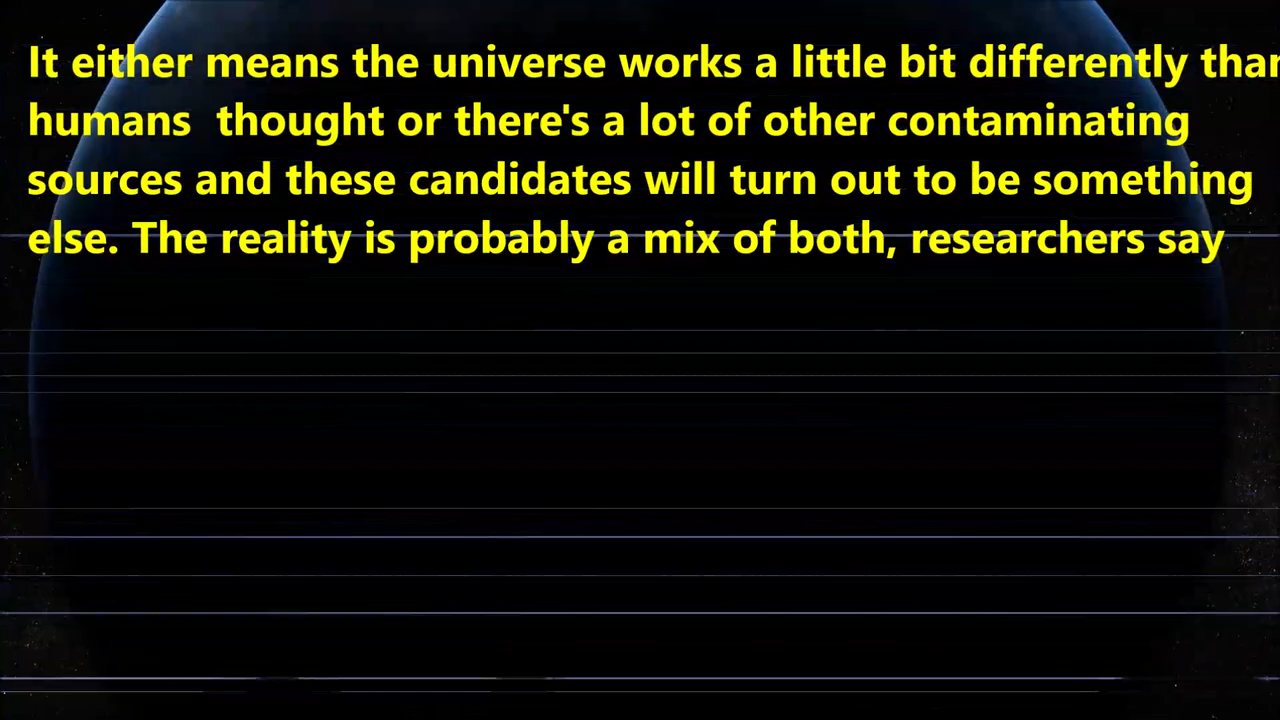 It either means the universe works a little bit differently than
humans  thought or there's a lot of other contaminating
sources and these candidates will turn out to be something
else. The reality is probably a mix of both, researchers say